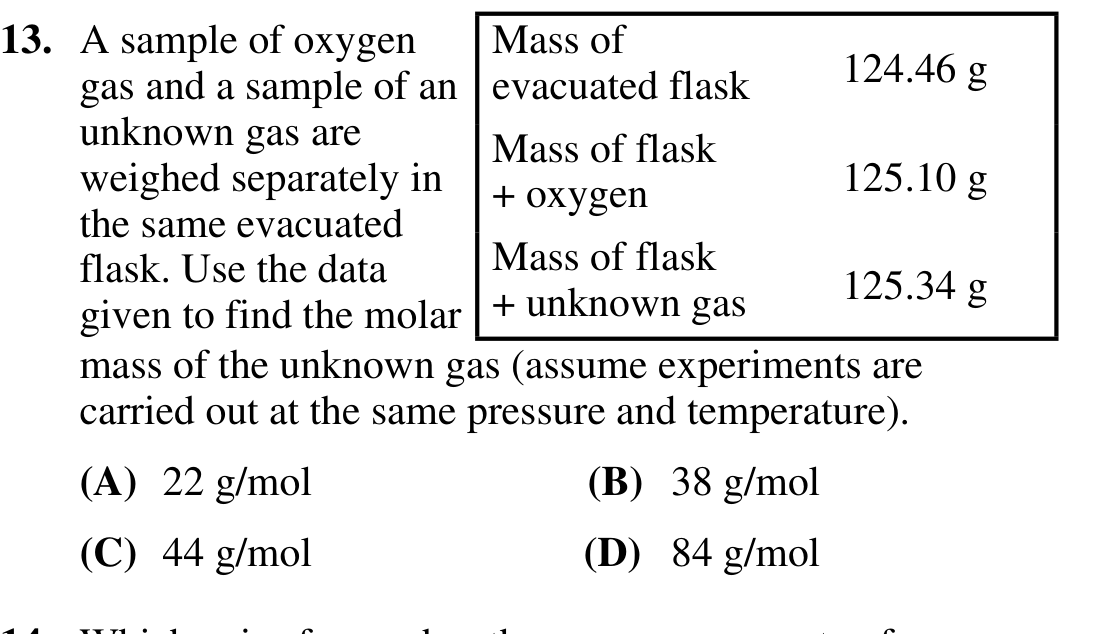 13. A sample of oxygen
gas and a sample of an
unknown gas are
weighed separately in
the same evacuated
flask. Use the data
given to find the molar
Mass of
evacuated flask 124.46 g
Mass of flask
+ oxygen 125.10 g
Mass of flask
+ unknown gas 125.34 g
mass of the unknown gas (assume experiments are
carried out at the same pressure and temperature).
(A) 22 g/mol (B) 38 g/mol
(C) 44 g/mol (D) 84 g/mol